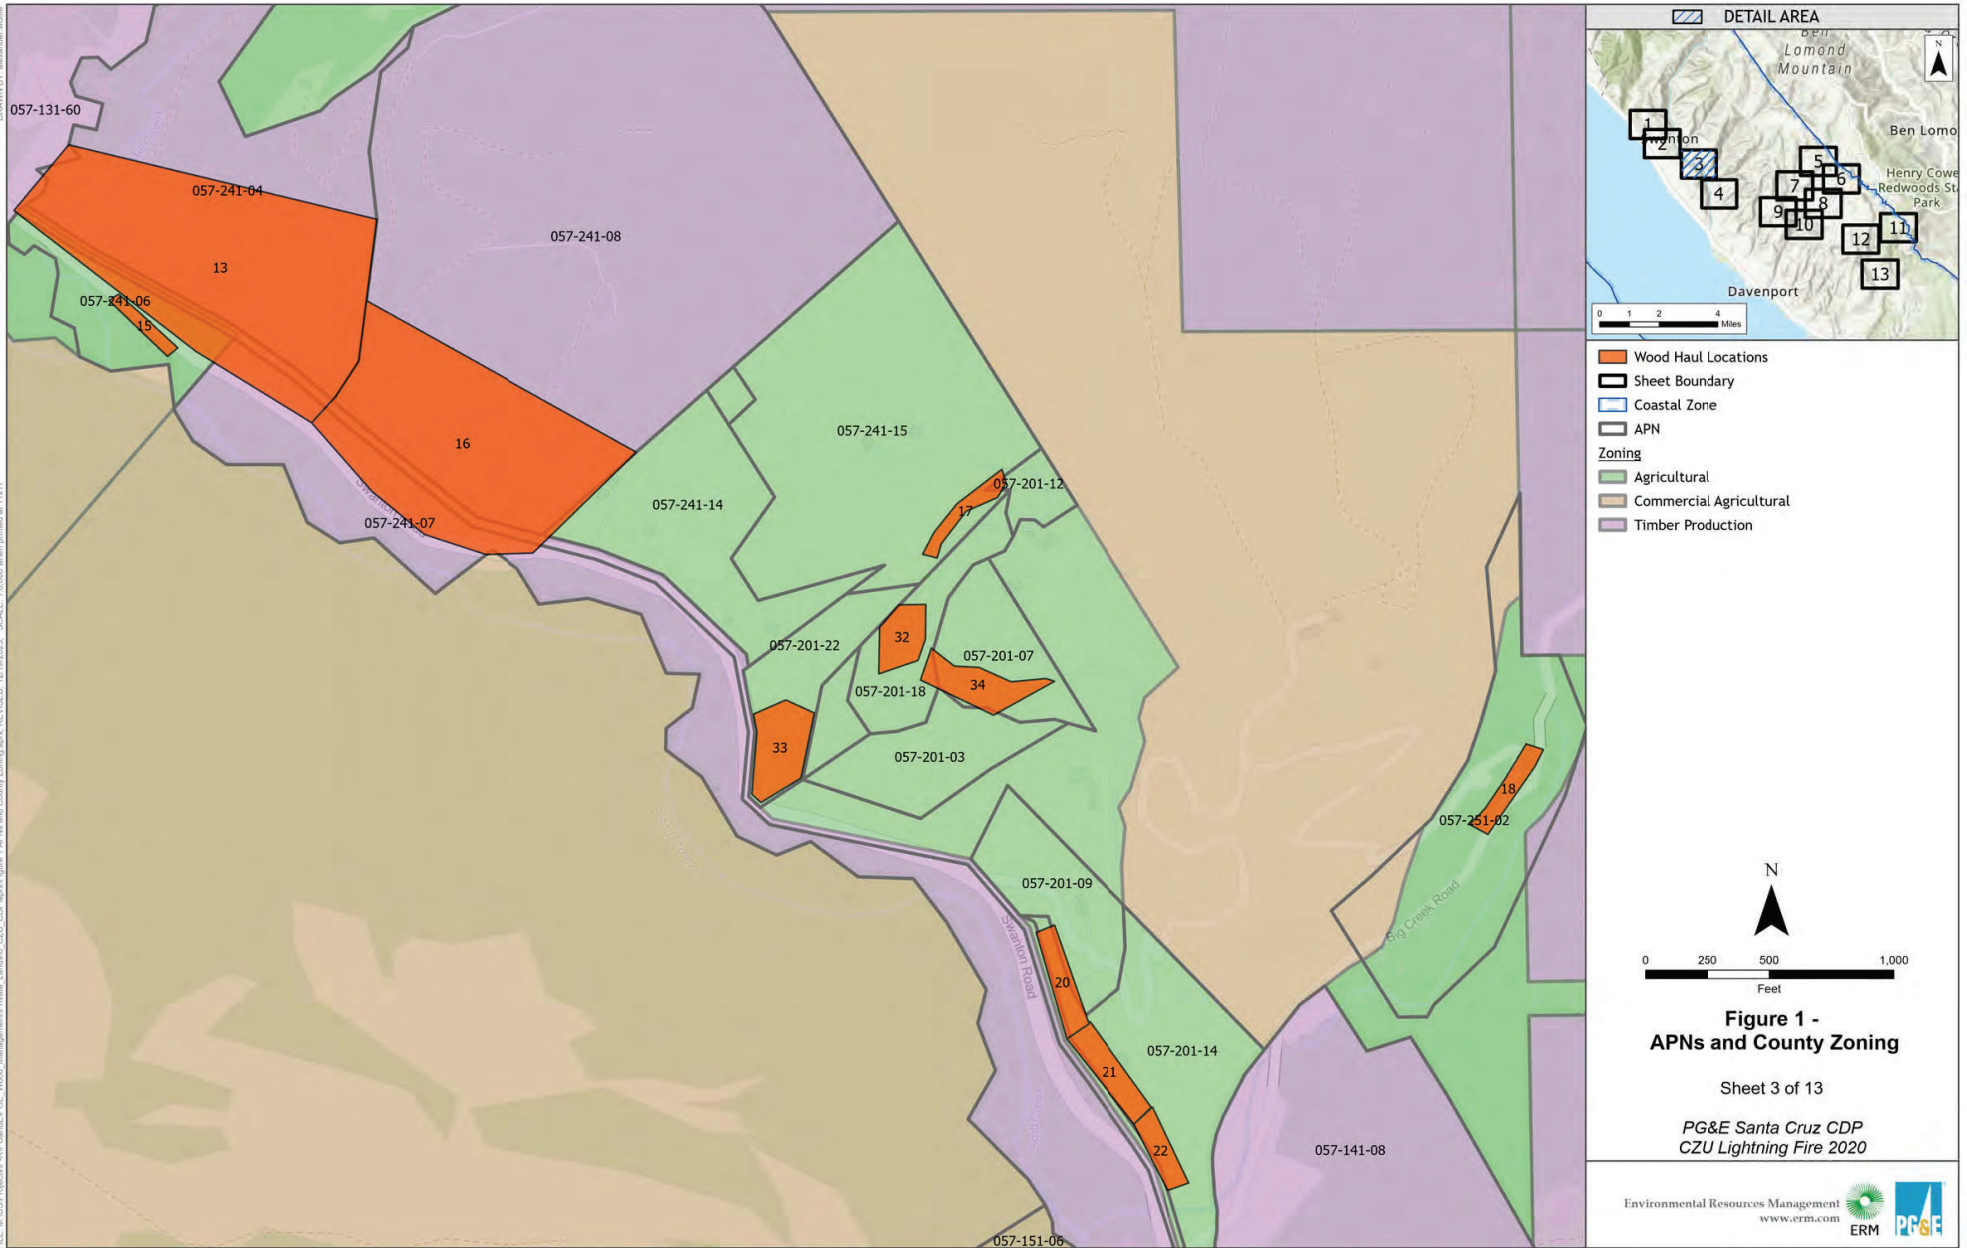 057-131-60
057-241-04
13
057-241-08
057-241-06
15
16
057-241-07
057-241-14
057-241-15
057-201-12
17
057-201-22
32
057-201-07
34
057-201-18
33
057-201-03
18
057-251-02
Big Creek Road
057-201-09
Swanton Road
20
21
22
057-201-14
057-141-08
057-151-06
DETAIL AREA
Ben
Lomond
Mountain
N
Ben Lomo
Henry Cowe
Redwoods Sta
Park
Swanton
1
2
3
4
5
6
7
8
9
10
11
12
13
Davenport
0 1 2 4
Miles
Wood Haul Locations
Sheet Boundary
Coastal Zone
APN
Zoning
Agricultural
Commercial Agricultural
Timber Production
N
0 250 500 1,000
Feet
Figure 1 -
APNs and County Zoning
Sheet 3 of 13
PG&E Santa Cruz CDP
CZU Lightning Fire 2020
Environmental Resources Management
www.erm.com
ERM
PG&E